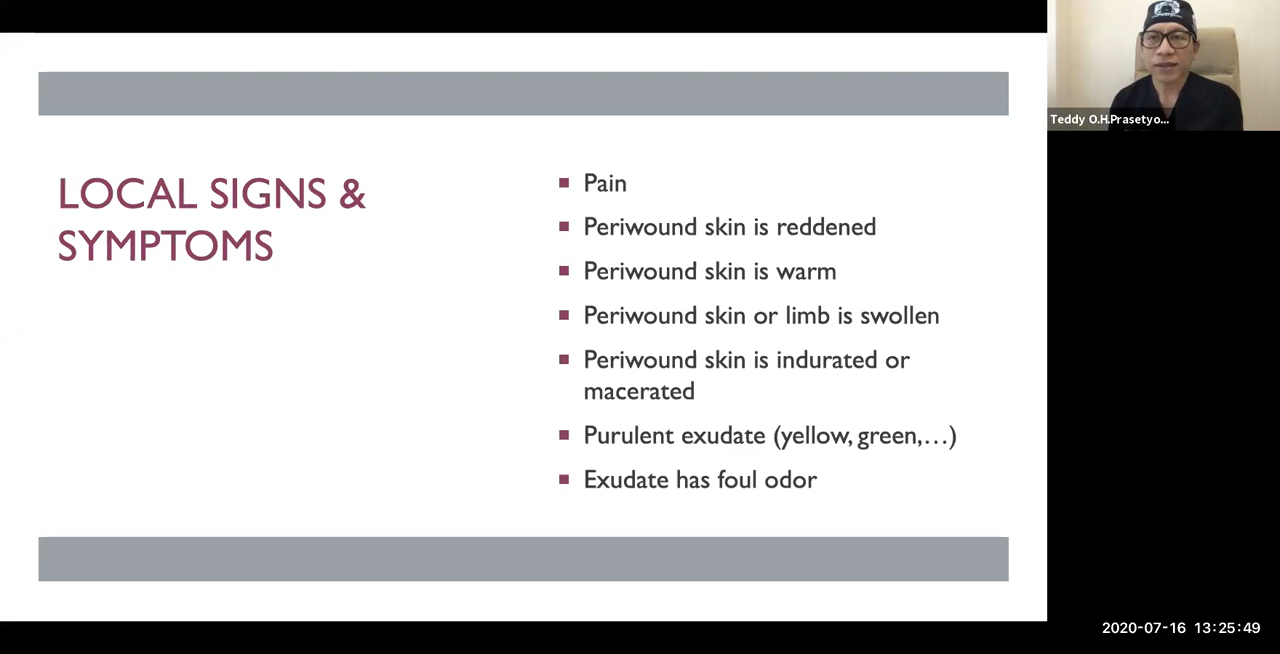 LOCAL SIGNS &
SYMPTOMS
Pain
Periwound skin is reddened
Periwound skin is warm
Periwound skin or limb is swollen
Periwound skin is indurated or
macerated
Purulent exudate (yellow, green,…)
Exudate has foul odor
Teddy O.H.Prasetyo...
2020-07-16 13:25:49